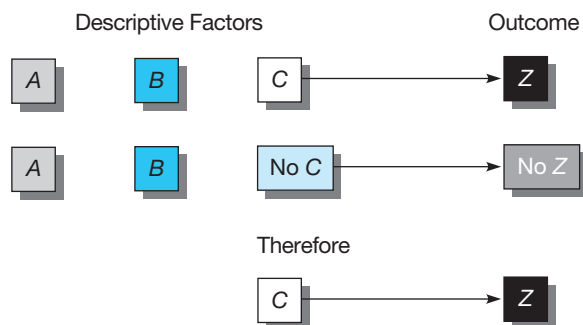 Descriptive Factors Outcome
A B C Z
A B No C No Z
Therefore
C Z